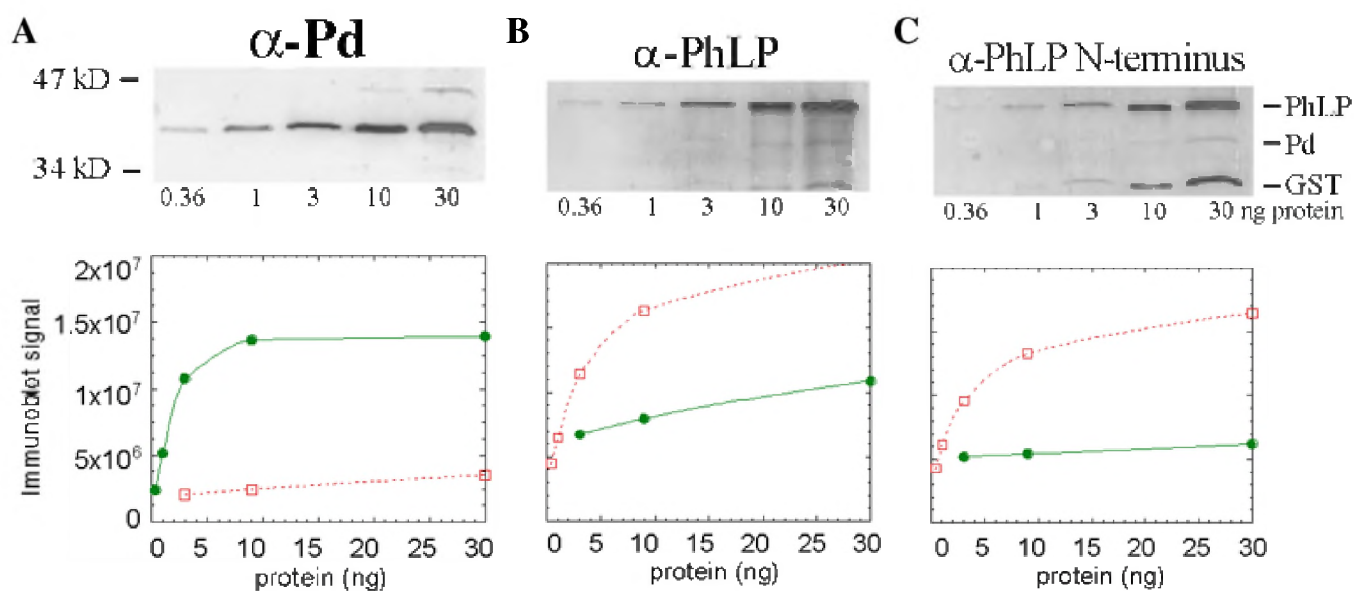 A
α-Pd
47 kD –
34 kD –
0.36 1 3 10 30
B
α-PhLP
0.36 1 3 10 30
C
α-PhLP N-terminus
– PhLP
– Pd
– GST
0.36 1 3 10 30 ng protein
Immunoblot signal
2x10⁷
1.5x10⁷
1x10⁷
5x10⁶
0
0 5 10 15 20 25 30
protein (ng)
0 5 10 15 20 25 30
protein (ng)
0 5 10 15 20 25 30
protein (ng)